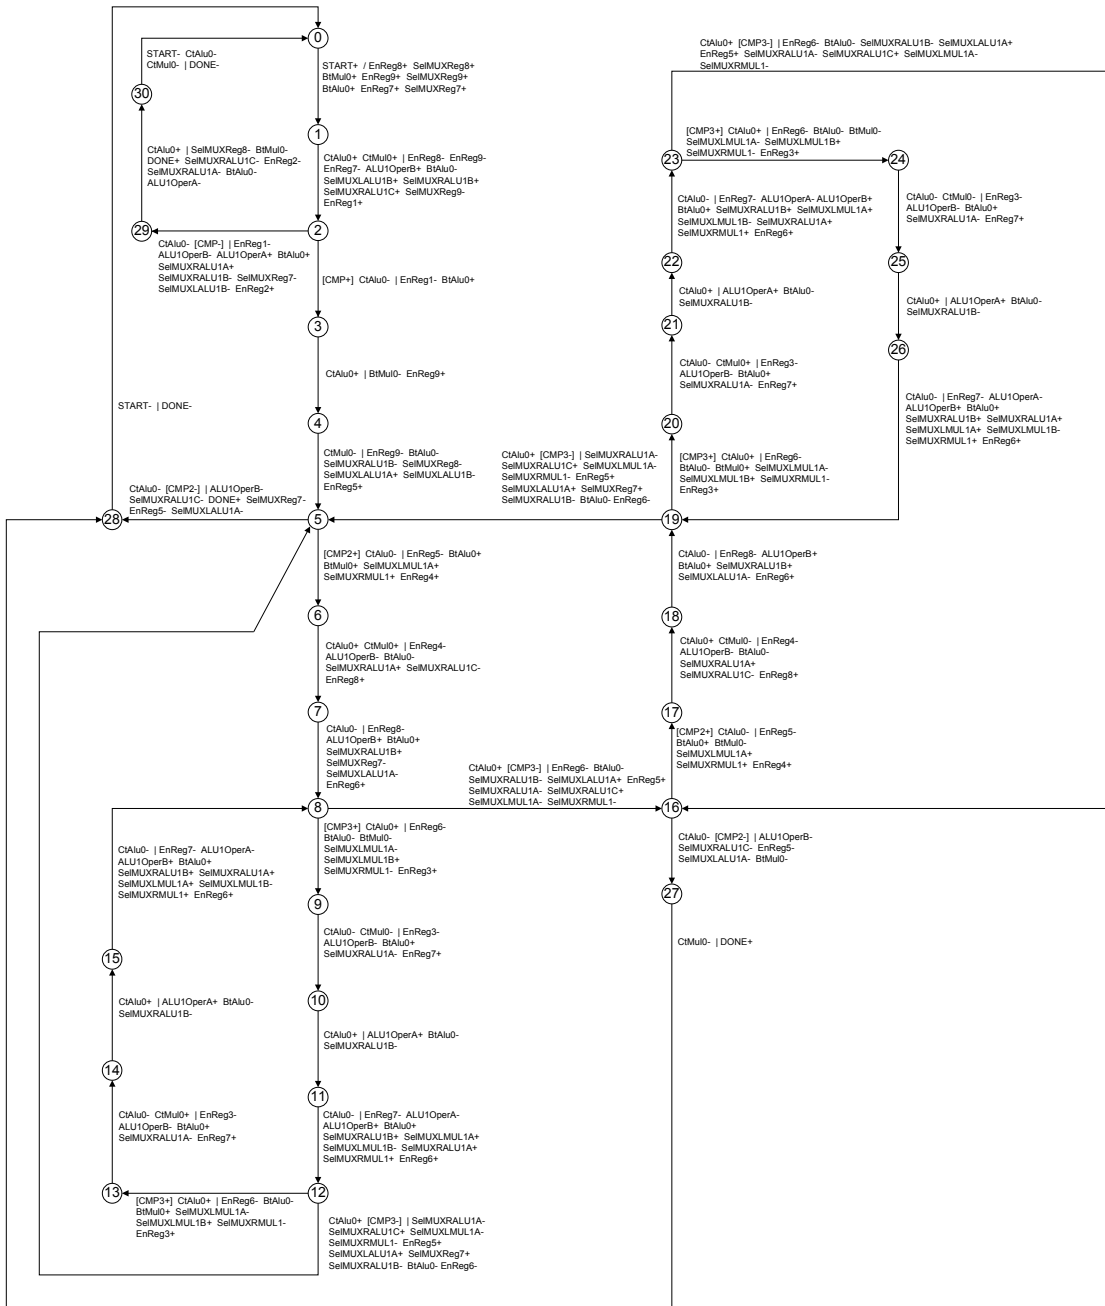 0
START- CtAlu0-
CtMul0- | DONE-
START+ / EnReg8+ SelMUXReg8+
BtMul0+ EnReg9+ SelMUXReg9+
BtAlu0+ EnReg7+ SelMUXReg7+
30
1
CtAlu0+ | SelMUXReg8- BtMul0-
DONE+ SelMUXRALU1C- EnReg2-
SelMUXRALU1A- BtAlu0-
ALU1OperA-
CtAlu0+ CtMul0+ | EnReg8- EnReg9-
EnReg7- ALU1OperB+ BtAlu0-
SelMUXLALU1B+ SelMUXRALU1B+
SelMUXRALU1C+ SelMUXReg9-
EnReg1+
29
2
CtAlu0- [CMP-] | EnReg1-
ALU1OperB- ALU1OperA+ BtAlu0+
SelMUXRALU1A+
SelMUXRALU1B- SelMUXReg7-
SelMUXLALU1B- EnReg2+
[CMP+] CtAlu0- | EnReg1- BtAlu0+
3
CtAlu0+ | BtMul0- EnReg9+
START- | DONE-
4
CtMul0- | EnReg9- BtAlu0-
SelMUXRALU1B- SelMUXReg8-
SelMUXLALU1A+ SelMUXLALU1B-
EnReg5+
CtAlu0- [CMP2-] | ALU1OperB-
SelMUXRALU1C- DONE+ SelMUXReg7-
EnReg5- SelMUXLALU1A-
28
5
[CMP2+] CtAlu0- | EnReg5- BtAlu0+
BtMul0+ SelMUXLMUL1A+
SelMUXRMUL1+ EnReg4+
6
CtAlu0+ CtMul0+ | EnReg4-
ALU1OperB- BtAlu0-
SelMUXRALU1A+ SelMUXRALU1C-
EnReg8+
7
CtAlu0- | EnReg8-
ALU1OperB+ BtAlu0+
SelMUXRALU1B+
SelMUXReg7-
SelMUXLALU1A-
EnReg6+
8
CtAlu0+ [CMP3-] | EnReg6- BtAlu0-
SelMUXRALU1B- SelMUXLALU1A+ EnReg5+
SelMUXRALU1A- SelMUXRALU1C+
SelMUXLMUL1A- SelMUXRMUL1-
[CMP3+] CtAlu0+ | EnReg6-
BtAlu0- BtMul0-
SelMUXLMUL1A-
SelMUXLMUL1B+
SelMUXRMUL1- EnReg3+
CtAlu0- | EnReg7- ALU1OperA-
ALU1OperB+ BtAlu0+
SelMUXRALU1B+ SelMUXRALU1A+
SelMUXLMUL1A+ SelMUXLMUL1B-
SelMUXRMUL1+ EnReg6+
9
CtAlu0- CtMul0- | EnReg3-
ALU1OperB- BtAlu0+
SelMUXRALU1A- EnReg7+
15
10
CtAlu0+ | ALU1OperA+ BtAlu0-
SelMUXRALU1B-
CtAlu0+ | ALU1OperA+ BtAlu0-
SelMUXRALU1B-
14
11
CtAlu0- CtMul0+ | EnReg3-
ALU1OperB- BtAlu0+
SelMUXRALU1A- EnReg7+
CtAlu0- | EnReg7- ALU1OperA-
ALU1OperB+ BtAlu0+
SelMUXRALU1B+ SelMUXLMUL1A+
SelMUXLMUL1B- SelMUXRALU1A+
SelMUXRMUL1+ EnReg6+
13
12
[CMP3+] CtAlu0+ | EnReg6- BtAlu0-
BtMul0+ SelMUXLMUL1A-
SelMUXLMUL1B+ SelMUXRMUL1-
EnReg3+
CtAlu0+ [CMP3-] | SelMUXRALU1A-
SelMUXRALU1C+ SelMUXLMUL1A-
SelMUXRMUL1- EnReg5+
SelMUXLALU1A+ SelMUXReg7+
SelMUXRALU1B- BtAlu0- EnReg6-
CtAlu0+ [CMP3-] | EnReg6- BtAlu0- SelMUXRALU1B- SelMUXLALU1A+
EnReg5+ SelMUXRALU1A- SelMUXRALU1C+ SelMUXLMUL1A-
SelMUXRMUL1-
23
[CMP3+] CtAlu0+ | EnReg6- BtAlu0- BtMul0-
SelMUXLMUL1A- SelMUXLMUL1B+
SelMUXRMUL1- EnReg3+
24
CtAlu0- | EnReg7- ALU1OperA- ALU1OperB+
BtAlu0+ SelMUXRALU1B+ SelMUXLMUL1A+
SelMUXLMUL1B- SelMUXRALU1A+
SelMUXRMUL1+ EnReg6+
CtAlu0- CtMul0- | EnReg3-
ALU1OperB- BtAlu0+
SelMUXRALU1A- EnReg7+
22
25
CtAlu0+ | ALU1OperA+ BtAlu0-
SelMUXRALU1B-
CtAlu0+ | ALU1OperA+ BtAlu0-
SelMUXRALU1B-
21
26
CtAlu0- CtMul0+ | EnReg3-
ALU1OperB- BtAlu0+
SelMUXRALU1A- EnReg7+
CtAlu0- | EnReg7- ALU1OperA-
ALU1OperB+ BtAlu0+
SelMUXRALU1B+ SelMUXRALU1A+
SelMUXLMUL1A+ SelMUXLMUL1B-
SelMUXRMUL1+ EnReg6+
20
CtAlu0+ [CMP3-] | SelMUXRALU1A-
SelMUXRALU1C+ SelMUXLMUL1A-
SelMUXRMUL1- EnReg5+
SelMUXLALU1A+ SelMUXReg7+
SelMUXRALU1B- BtAlu0- EnReg6-
[CMP3+] CtAlu0+ | EnReg6-
BtAlu0- BtMul0+ SelMUXLMUL1A-
SelMUXLMUL1B+ SelMUXRMUL1-
EnReg3+
19
CtAlu0- | EnReg8- ALU1OperB+
BtAlu0+ SelMUXRALU1B+
SelMUXLALU1A- EnReg6+
18
CtAlu0+ CtMul0- | EnReg4-
ALU1OperB- BtAlu0-
SelMUXRALU1A+
SelMUXRALU1C- EnReg8+
17
[CMP2+] CtAlu0- | EnReg5-
BtAlu0+ BtMul0-
SelMUXLMUL1A+
SelMUXRMUL1+ EnReg4+
16
CtAlu0- [CMP2-] | ALU1OperB-
SelMUXRALU1C- EnReg5-
SelMUXLALU1A- BtMul0-
27
CtMul0- | DONE+